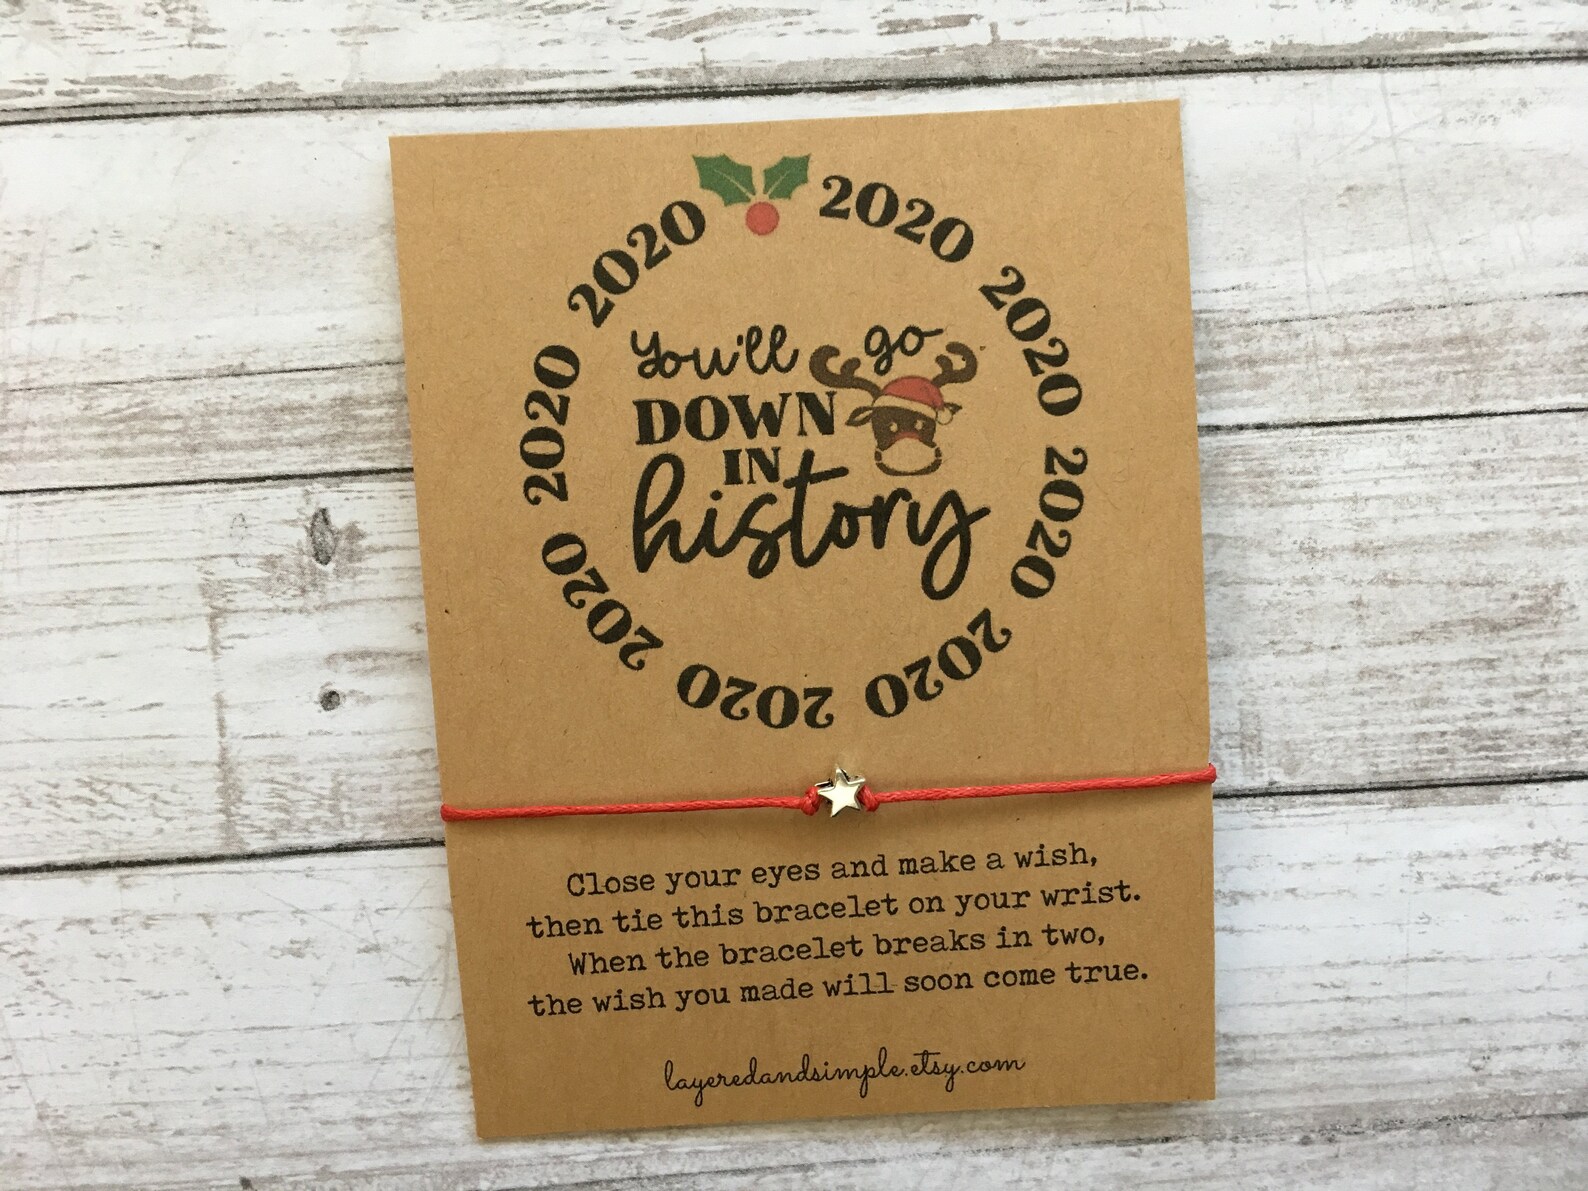 2020 2020 2020 2020 2020 2020 2020 2020
You'll go
DOWN
IN
history
Close your eyes and make a wish,
then tie this bracelet on your wrist.
When the bracelet breaks in two,
the wish you made will soon come true.
layeredandsimple.etsy.com